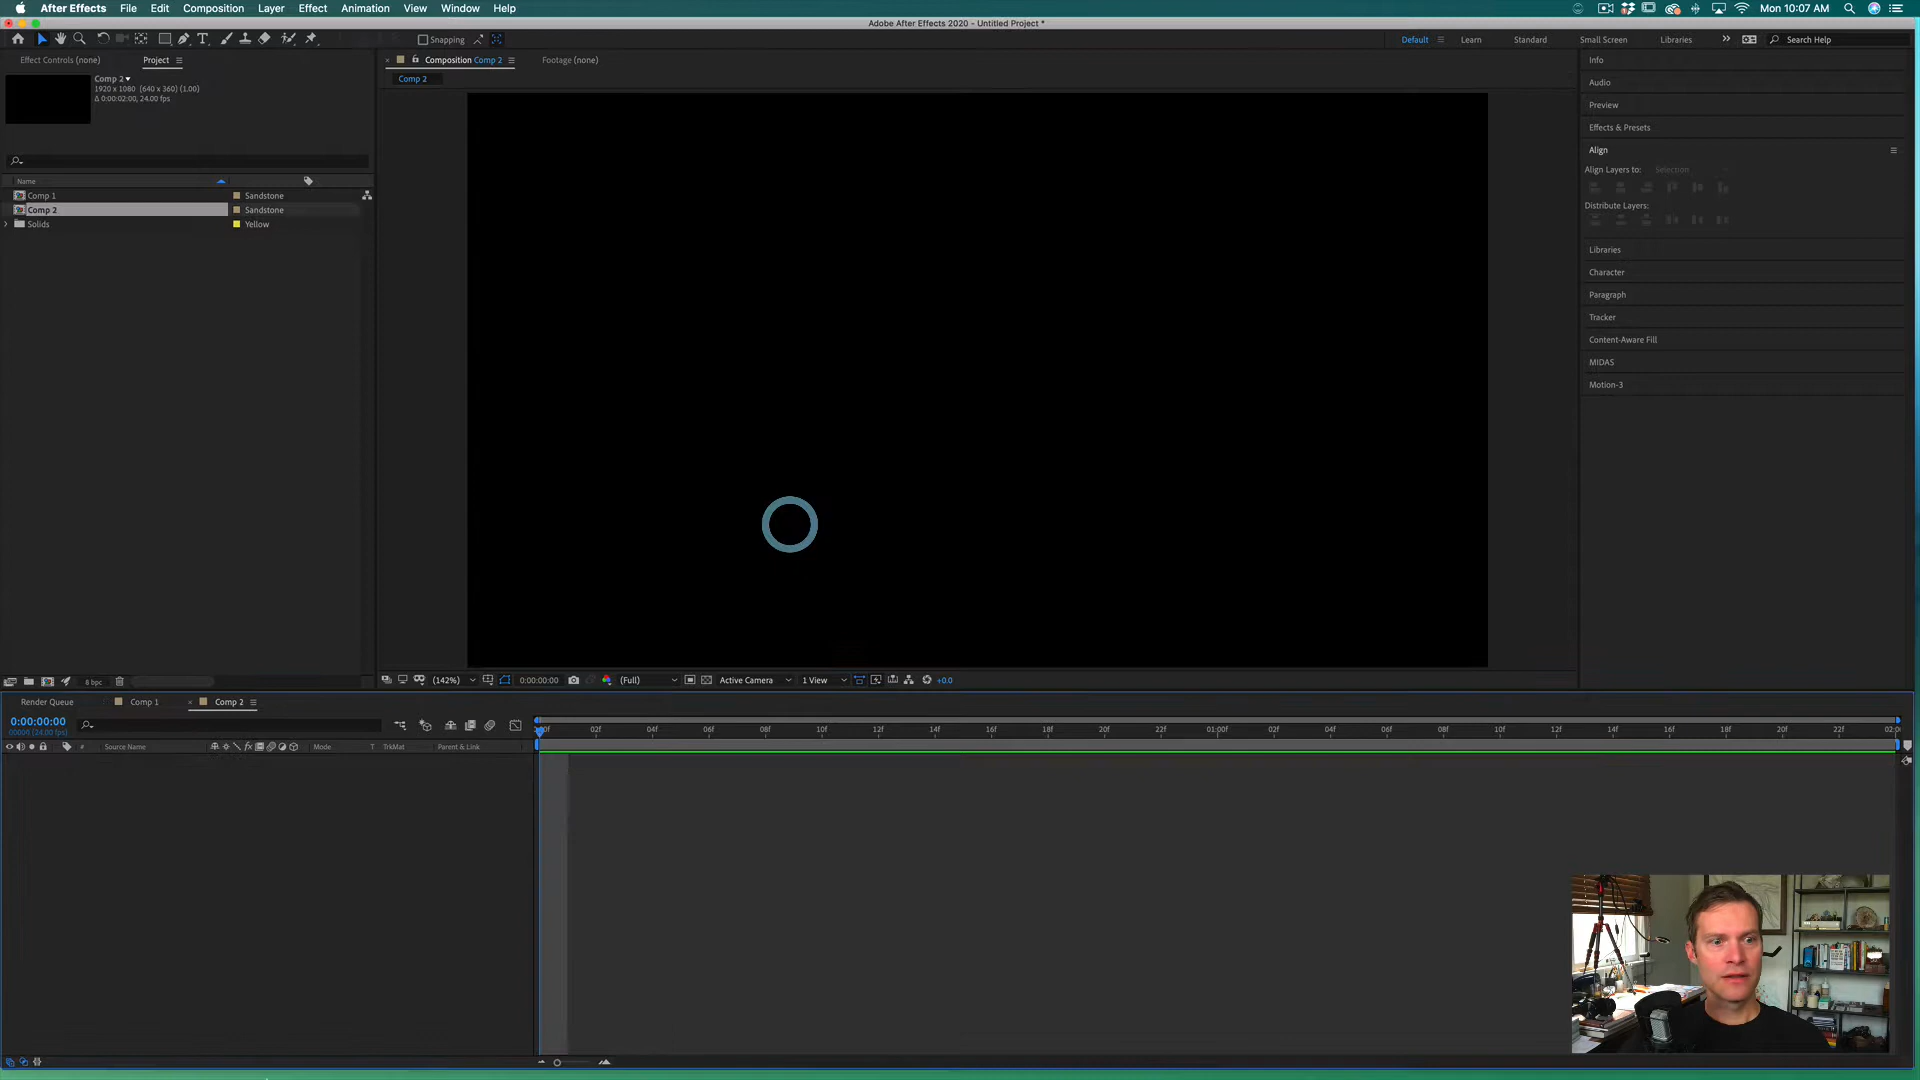 After Effects File Edit Composition Layer Effect Animation View Window Help
Mon 10:07 AM
Adobe After Effects 2020 - Untitled Project *
Snapping
Default Learn Standard Small Screen Libraries Search Help
Effect Controls (none) Project
Composition Comp 2 Footage (none)
Comp 2
Comp 2
1920 x 1080 (640 x 360) (1.00)
Δ 0:00:02:00, 24.00 fps
Name
Comp 1 Sandstone
Comp 2 Sandstone
Solids Yellow
Info
Audio
Preview
Effects & Presets
Align
Align Layers to: Selection
Distribute Layers:
Libraries
Character
Paragraph
Tracker
Content-Aware Fill
MIDAS
Motion-3
8 bpc
(142%) 0:00:00:00 (Full) Active Camera 1 View +0.0
Render Queue Comp 1 Comp 2
0:00:00:00
00000 (24.00 fps)
02f 04f 06f 08f 10f 12f 14f 16f 18f 20f 22f 01:00f 02f 04f 06f 08f 10f 12f 14f 16f 18f 20f 22f
# Source Name Mode T TrkMat Parent & Link